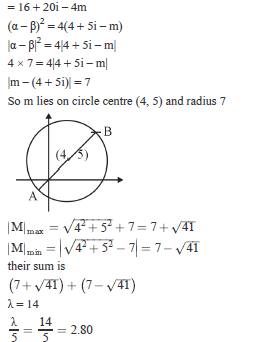 = 16 + 20i – 4m
(α – β)² = 4(4 + 5i – m)
|α – β|² = 4|4 + 5i – m|
4 × 7 = 4|4 + 5i – m|
|m – (4 + 5i)| = 7
So m lies on circle centre (4, 5) and radius 7
B
(4, 5)
A
|M|max = √4² + 5² + 7 = 7 + √41
|M|min = |√4² + 5² – 7| = 7 – √41
their sum is
(7 + √41) + (7 – √41)
λ = 14
λ/5 = 14/5 = 2.80